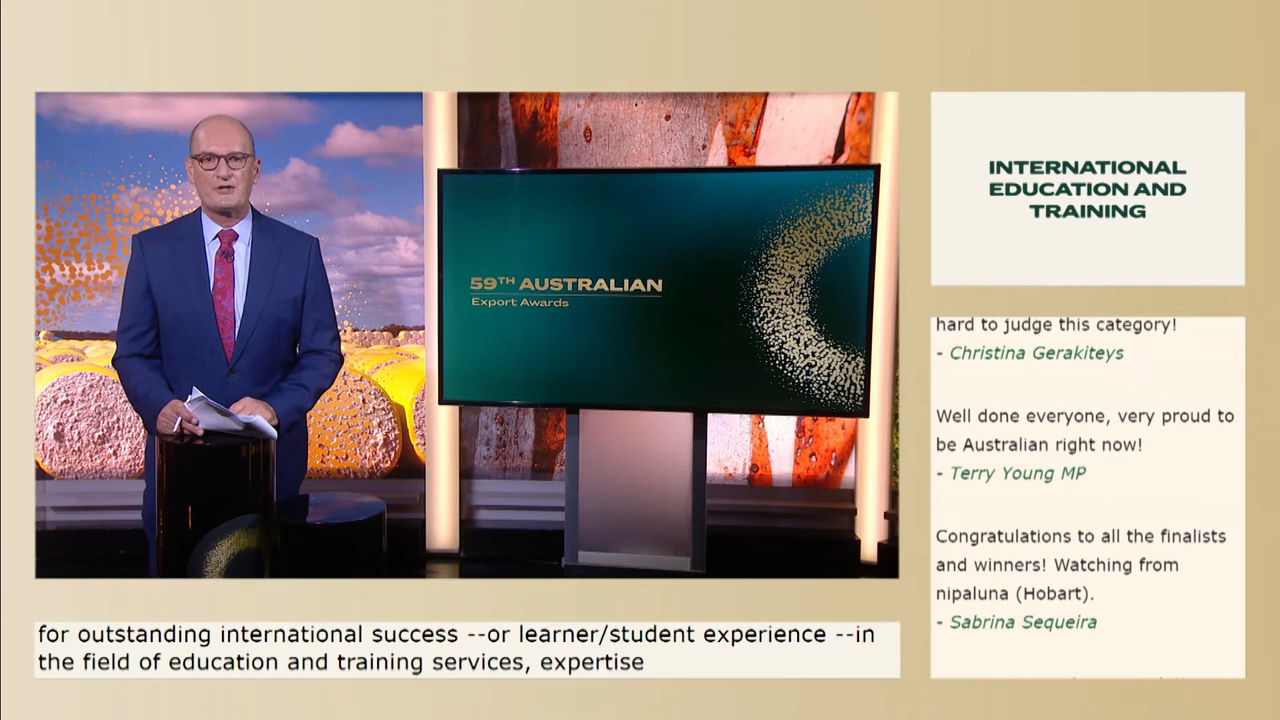 59TH AUSTRALIAN
Export Awards
for outstanding international success --or learner/student experience --in
the field of education and training services, expertise
INTERNATIONAL
EDUCATION AND
TRAINING
hard to judge this category!
- Christina Gerakiteys
Well done everyone, very proud to
be Australian right now!
- Terry Young MP
Congratulations to all the finalists
and winners! Watching from
nipaluna (Hobart).
- Sabrina Sequeira